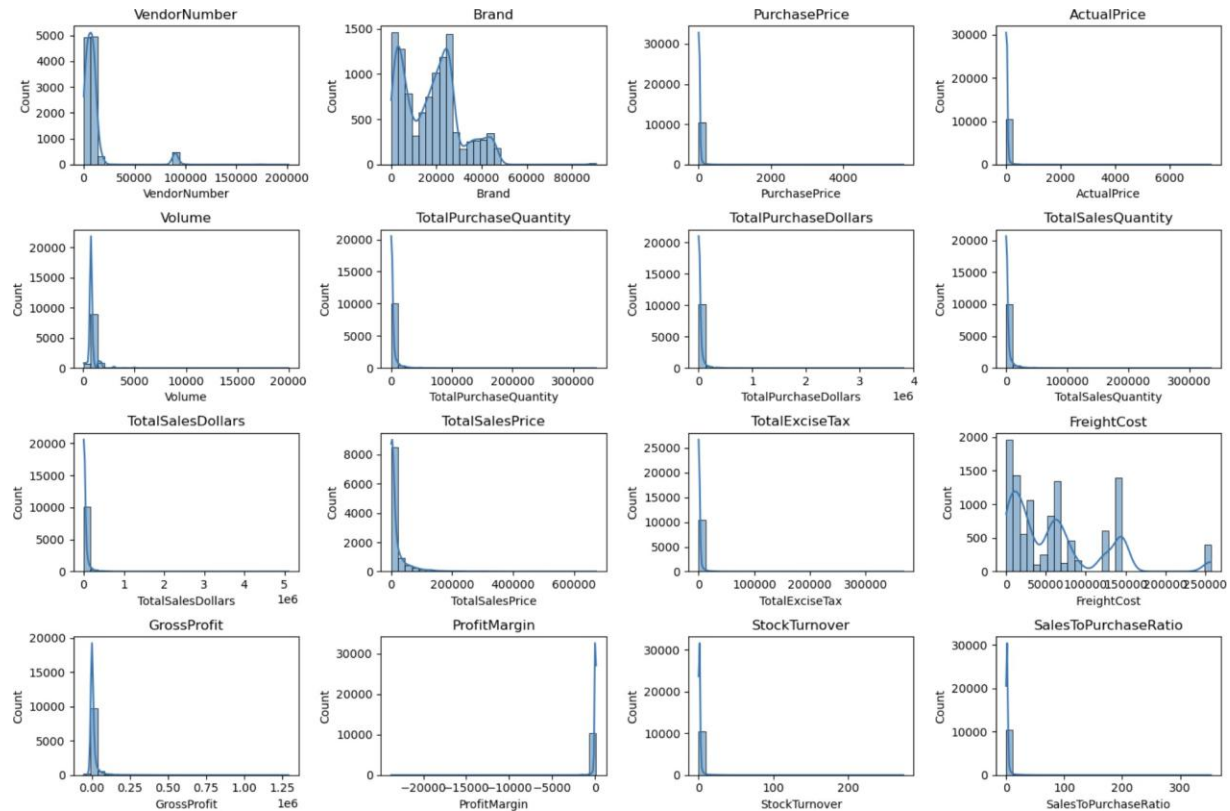 VendorNumber
5000
4000
3000
2000
1000
0
Count
0 50000 100000 150000 200000
VendorNumber
Brand
1500
1000
500
0
Count
0 20000 40000 60000 80000
Brand
PurchasePrice
30000
20000
10000
0
Count
0 2000 4000
PurchasePrice
ActualPrice
30000
20000
10000
0
Count
0 2000 4000 6000
ActualPrice
Volume
20000
15000
10000
5000
0
Count
0 5000 10000 15000 20000
Volume
TotalPurchaseQuantity
20000
15000
10000
5000
0
Count
0 100000 200000 300000
TotalPurchaseQuantity
TotalPurchaseDollars
20000
15000
10000
5000
0
Count
0 1 2 3 4
1e6
TotalPurchaseDollars
TotalSalesQuantity
20000
15000
10000
5000
0
Count
0 100000 200000 300000
TotalSalesQuantity
TotalSalesDollars
20000
15000
10000
5000
0
Count
0 1 2 3 4 5
1e6
TotalSalesDollars
TotalSalesPrice
8000
6000
4000
2000
0
Count
0 200000 400000 600000
TotalSalesPrice
TotalExciseTax
25000
20000
15000
10000
5000
0
Count
0 100000 200000 300000
TotalExciseTax
FreightCost
2000
1500
1000
500
0
Count
0 50000 100000 150000 200000 250000
FreightCost
GrossProfit
20000
15000
10000
5000
0
Count
0.00 0.25 0.50 0.75 1.00 1.25
1e6
GrossProfit
ProfitMargin
30000
20000
10000
0
Count
−20000 −15000 −10000 −5000 0
ProfitMargin
StockTurnover
30000
20000
10000
0
Count
0 100 200
StockTurnover
SalesToPurchaseRatio
30000
20000
10000
0
Count
0 100 200 300
SalesToPurchaseRatio